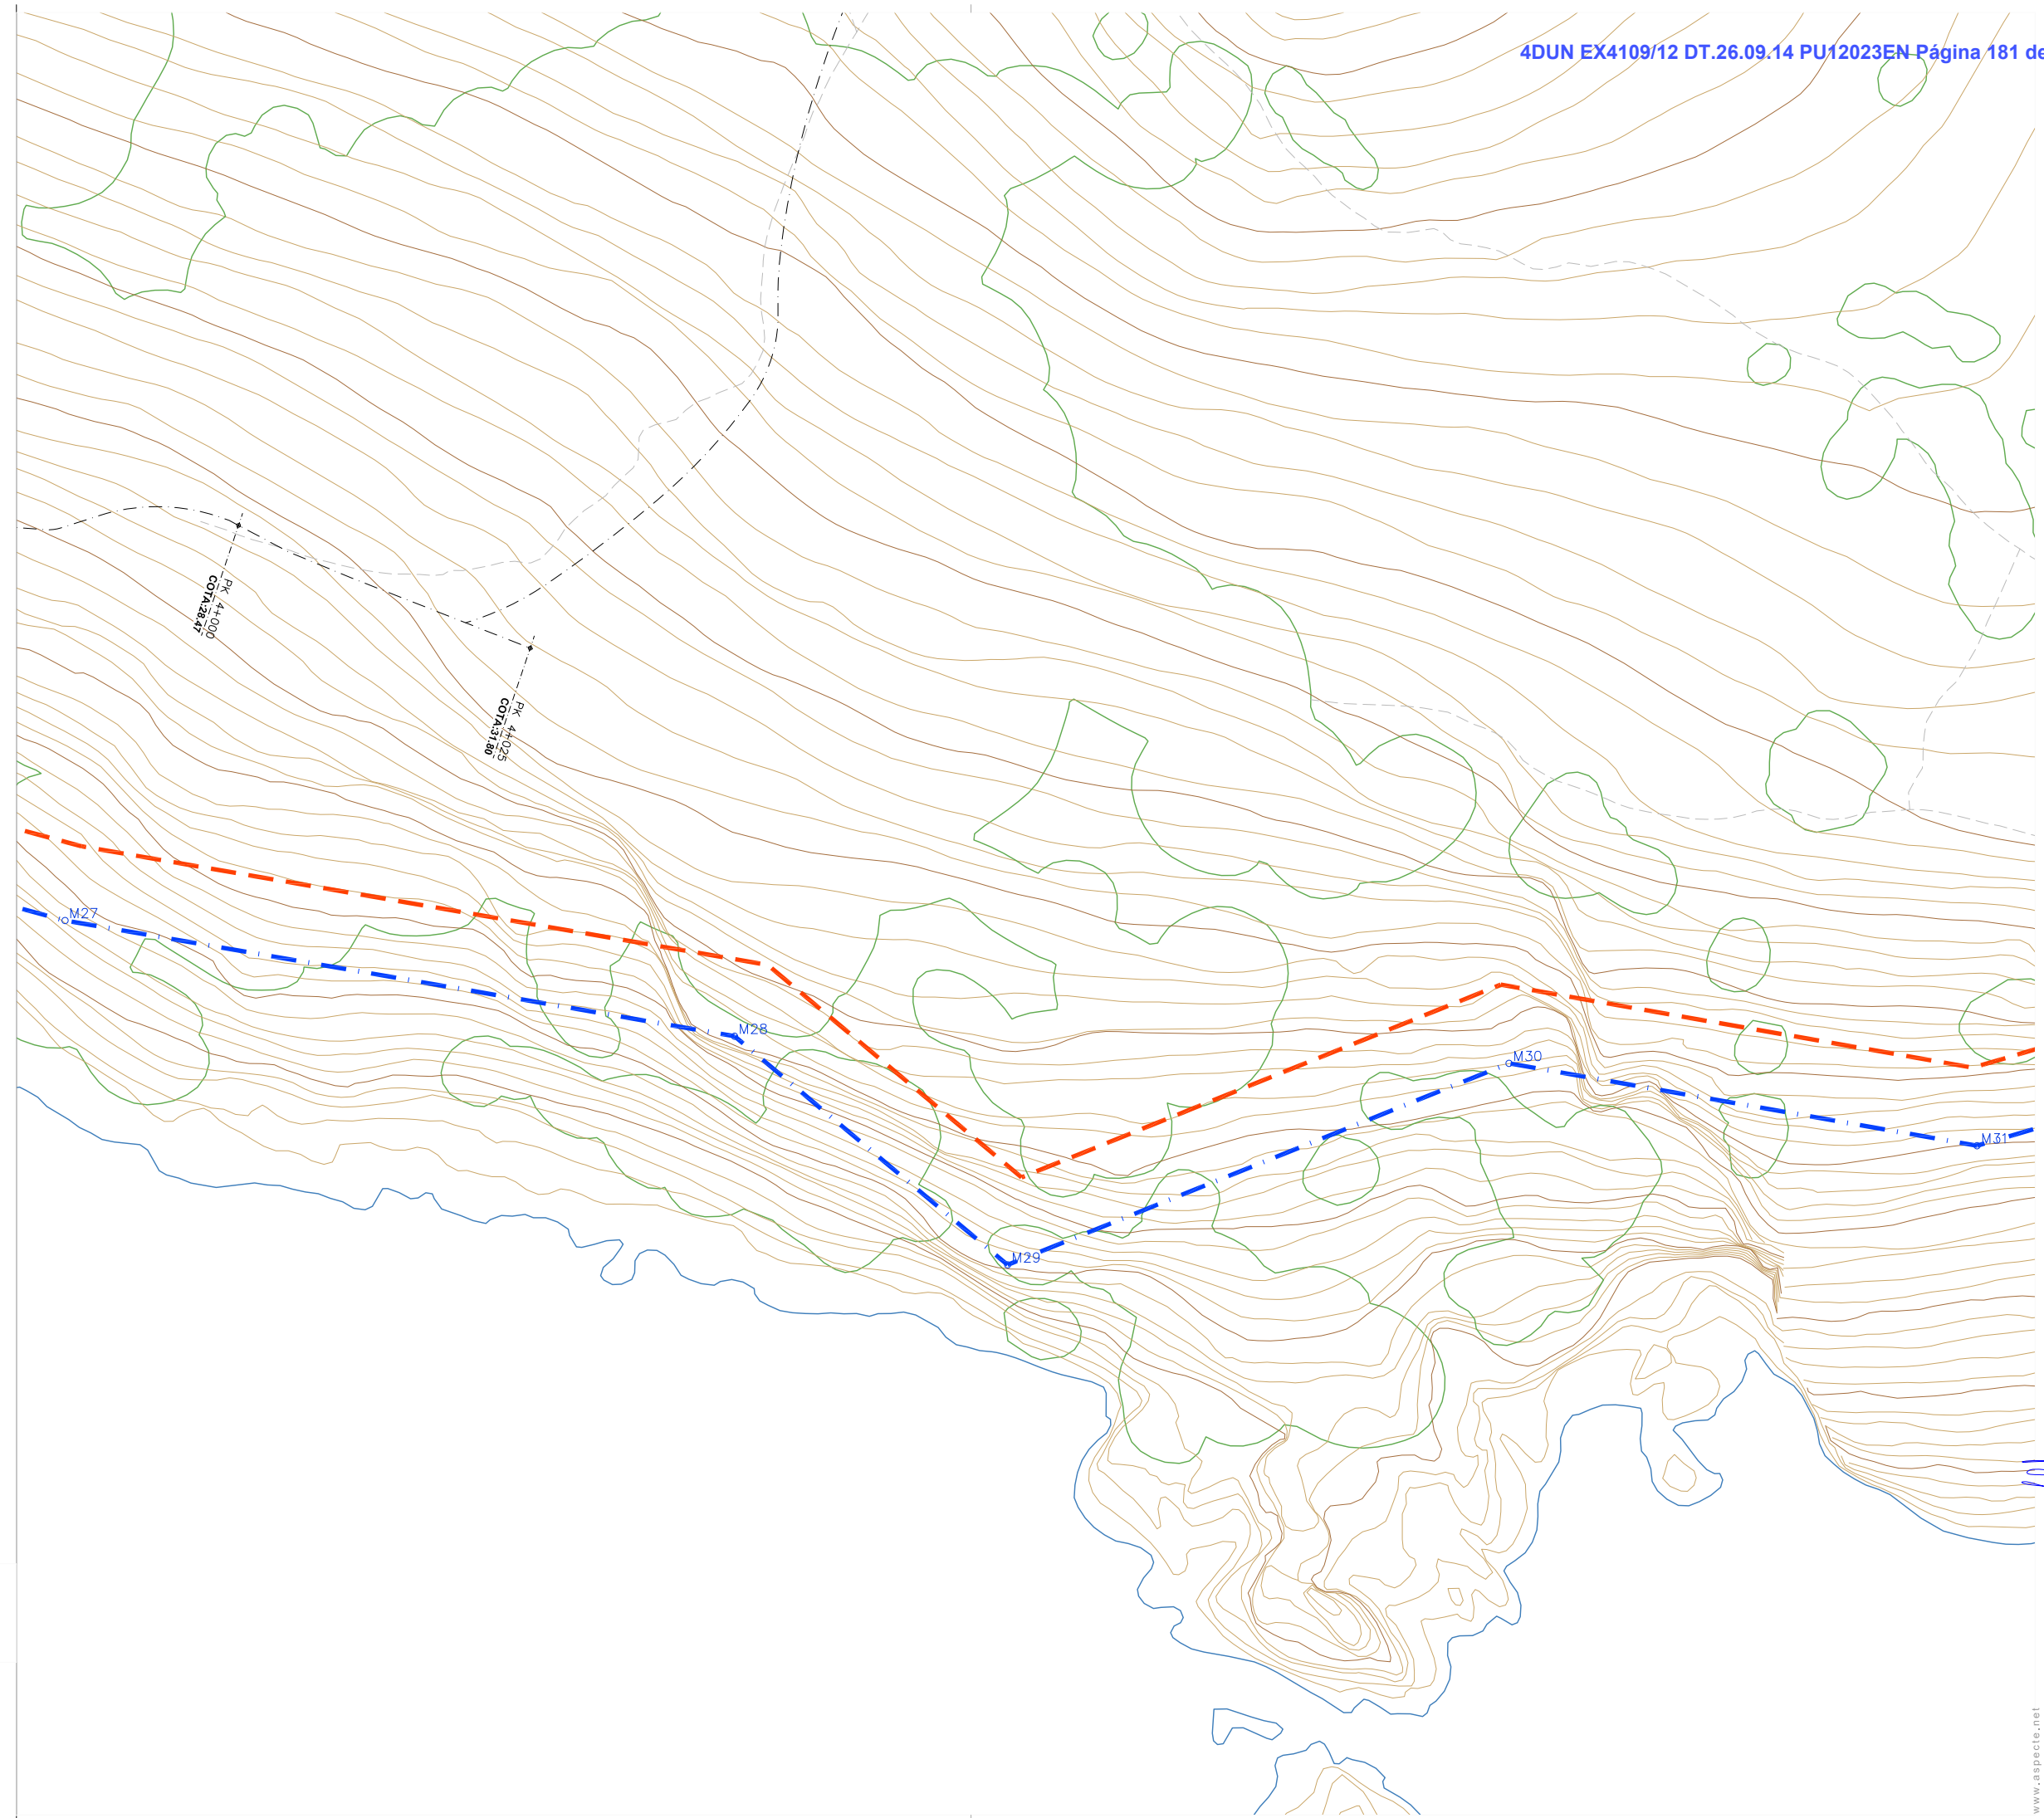 4DUN EX4109/12 DT.26.09.14 PU12023EN Página 181 de
PK 4+000
COTA:28.47
PK 4+025
COTA:31.80
M27
M28
M30
M31
M29
www.aspecte.net